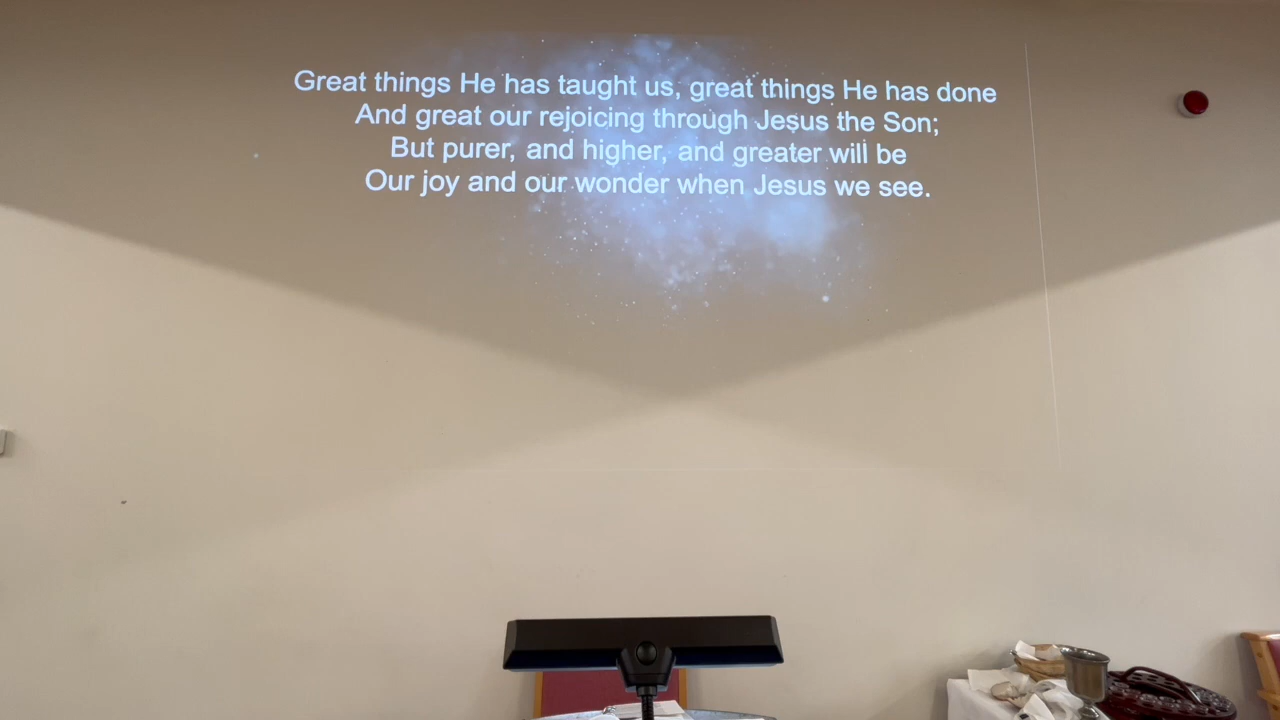 Great things He has taught us, great things He has done
And great our rejoicing through Jesus the Son;
But purer, and higher, and greater will be
Our joy and our wonder when Jesus we see.